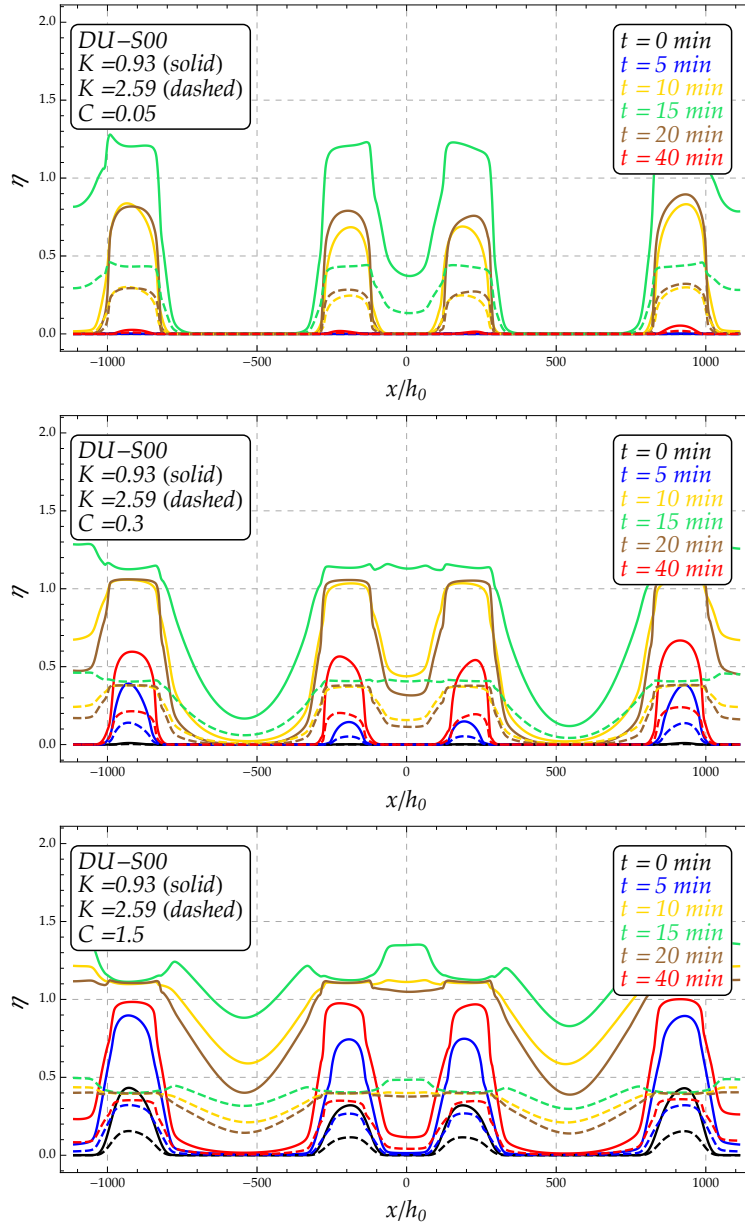 DU−S00
K =0.93 (solid)
K =2.59 (dashed)
C =0.05
t = 0 min
t = 5 min
t = 10 min
t = 15 min
t = 20 min
t = 40 min
2.0
1.5
1.0
0.5
0.0
η
−1000
−500
0
500
1000
x/h0
DU−S00
K =0.93 (solid)
K =2.59 (dashed)
C =0.3
t = 0 min
t = 5 min
t = 10 min
t = 15 min
t = 20 min
t = 40 min
2.0
1.5
1.0
0.5
0.0
η
−1000
−500
0
500
1000
x/h0
DU−S00
K =0.93 (solid)
K =2.59 (dashed)
C =1.5
t = 0 min
t = 5 min
t = 10 min
t = 15 min
t = 20 min
t = 40 min
2.0
1.5
1.0
0.5
0.0
η
−1000
−500
0
500
1000
x/h0